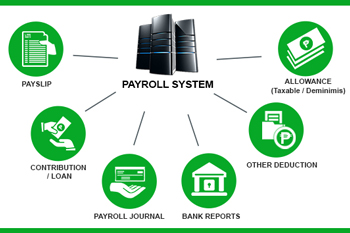 PAYSLIP
PAYROLL SYSTEM
ALLOWANCE
(Taxable / Deminimis)
CONTRIBUTION
/ LOAN
OTHER DEDUCTION
PAYROLL JOURNAL
BANK REPORTS